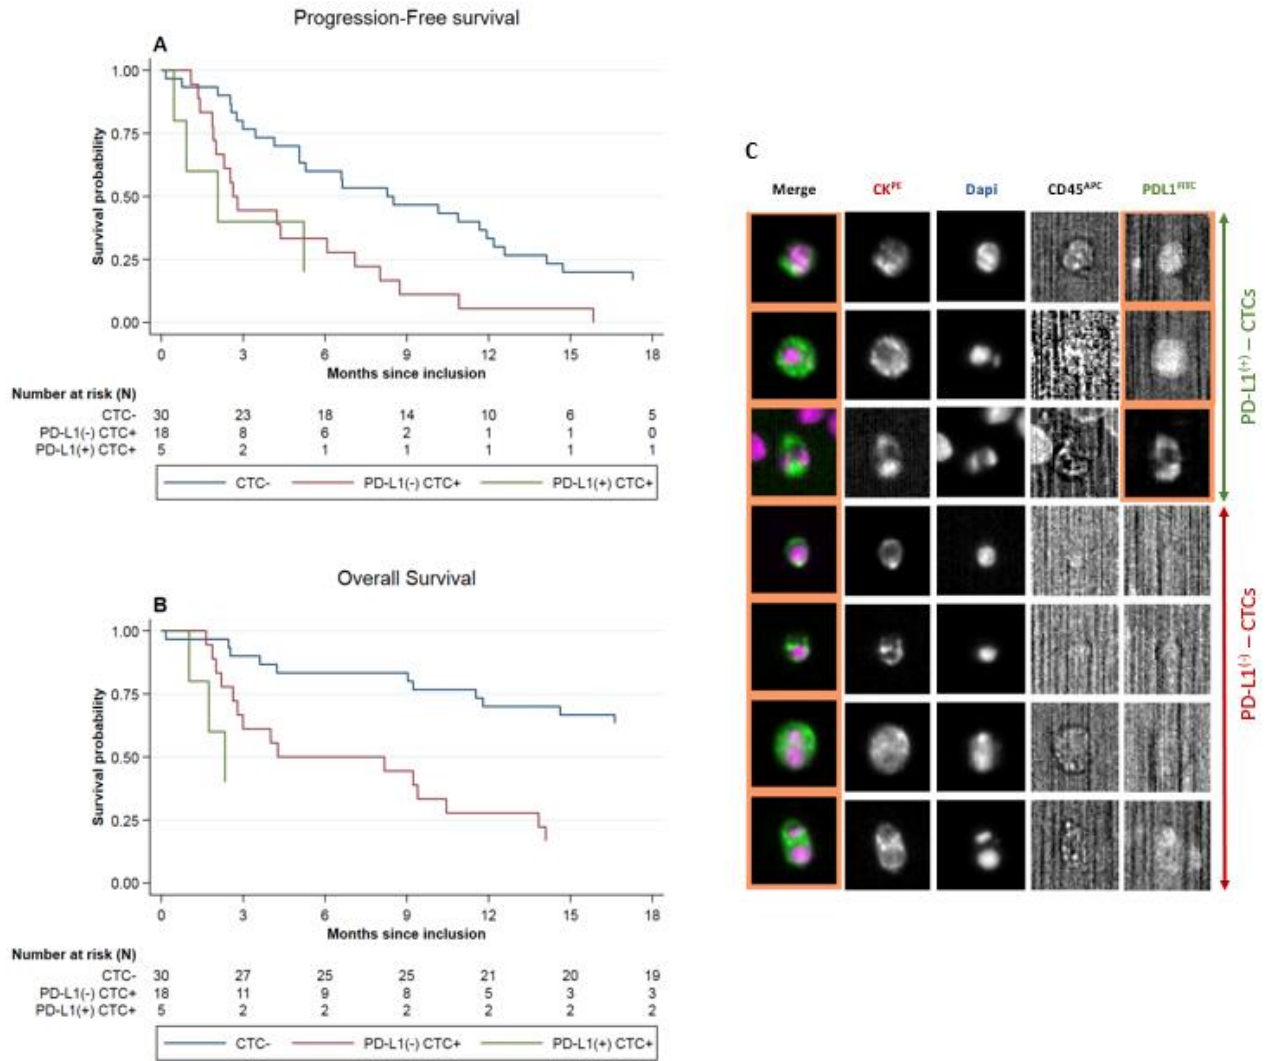 Progression-Free survival
A
Survival probability
1.00
0.75
0.50
0.25
0.00
0 3 6 9 12 15 18
Months since inclusion
Number at risk (N)
CTC- 30 23 18 14 10 6 5
PD-L1(-) CTC+ 18 8 6 2 1 1 0
PD-L1(+) CTC+ 5 2 1 1 1 1 1
CTC- PD-L1(-) CTC+ PD-L1(+) CTC+
Overall Survival
B
Survival probability
1.00
0.75
0.50
0.25
0.00
0 3 6 9 12 15 18
Months since inclusion
Number at risk (N)
CTC- 30 27 25 25 21 20 19
PD-L1(-) CTC+ 18 11 9 8 5 3 3
PD-L1(+) CTC+ 5 2 2 2 2 2 2
CTC- PD-L1(-) CTC+ PD-L1(+) CTC+
C
Merge CK^PE Dapi CD45^APC PDL1^FITC
PD-L1^(+) – CTCs
PD-L1^(-) – CTCs